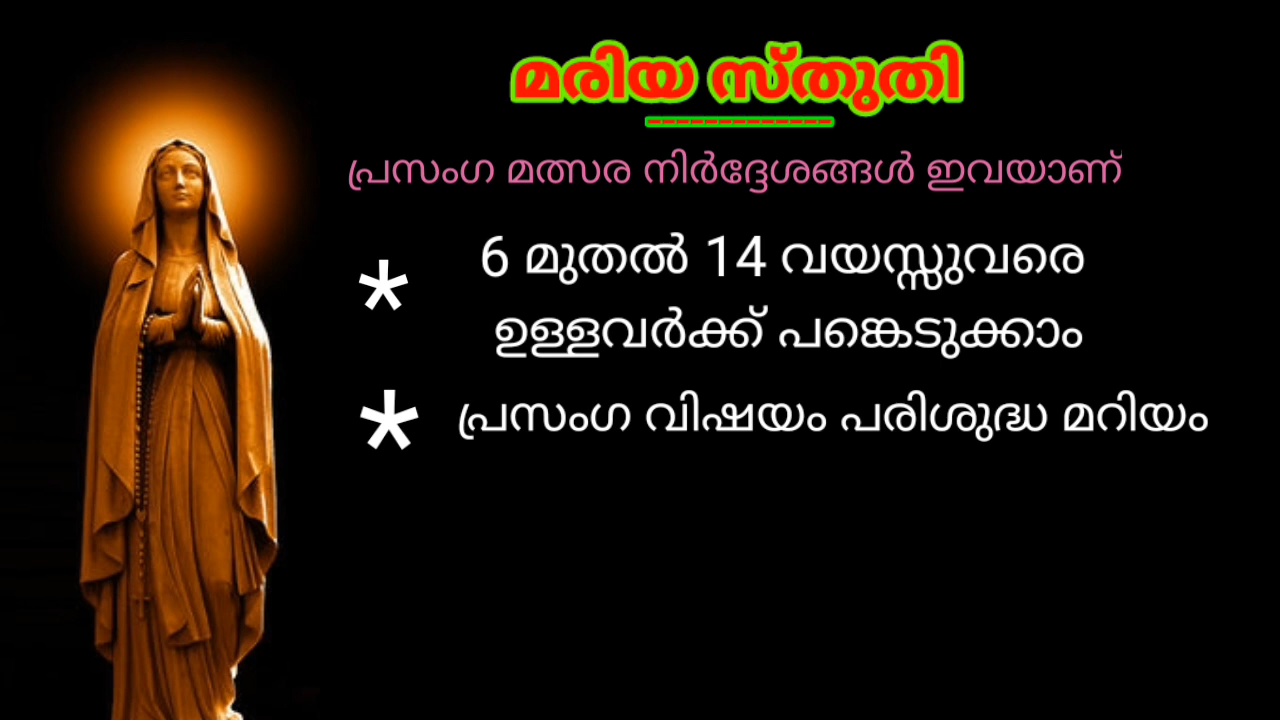 മരിയ സ്തുതി
-------------
പ്രസംഗ മത്സര നിർദ്ദേശങ്ങൾ ഇവയാണ്
* 6 മുതൽ 14 വയസ്സുവരെ
ഉള്ളവർക്ക് പങ്കെടുക്കാം
* പ്രസംഗ വിഷയം പരിശുദ്ധ മറിയം